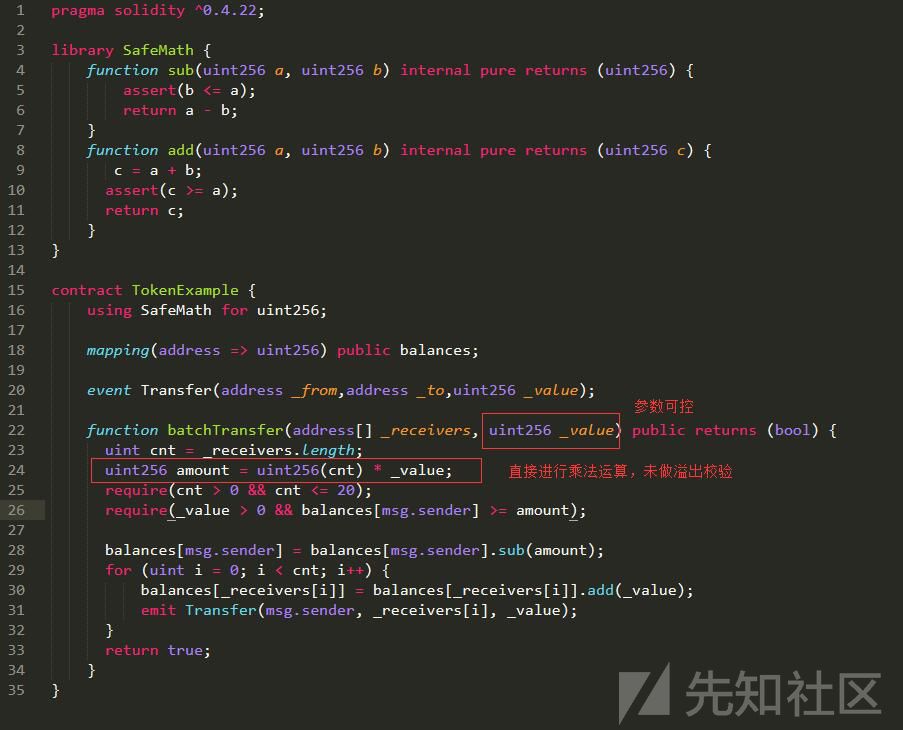 1 pragma solidity ^0.4.22;
2
3 library SafeMath {
4 function sub(uint256 a, uint256 b) internal pure returns (uint256) {
5 assert(b <= a);
6 return a - b;
7 }
8 function add(uint256 a, uint256 b) internal pure returns (uint256 c) {
9 c = a + b;
10 assert(c >= a);
11 return c;
12 }
13 }
14
15 contract TokenExample {
16 using SafeMath for uint256;
17
18 mapping(address => uint256) public balances;
19
20 event Transfer(address _from,address _to,uint256 _value);
21
参数可控
22 function batchTransfer(address[] _receivers, uint256 _value) public returns (bool) {
23 uint cnt = _receivers.length;
24 uint256 amount = uint256(cnt) * _value; 直接进行乘法运算，未做溢出校验
25 require(cnt > 0 && cnt <= 20);
26 require(_value > 0 && balances[msg.sender] >= amount);
27
28 balances[msg.sender] = balances[msg.sender].sub(amount);
29 for (uint i = 0; i < cnt; i++) {
30 balances[_receivers[i]] = balances[_receivers[i]].add(_value);
31 emit Transfer(msg.sender, _receivers[i], _value);
32 }
33 return true;
34 }
35 }
先知社区